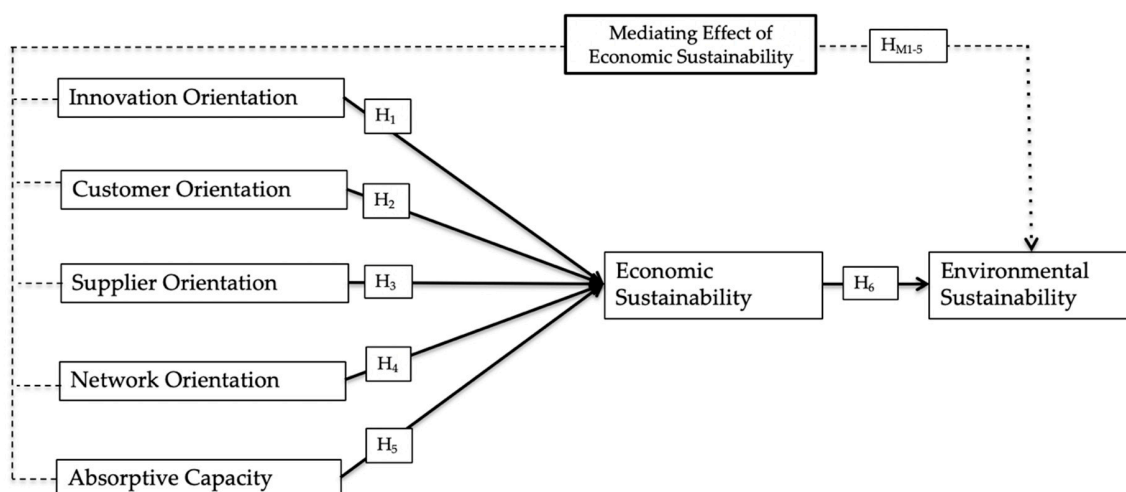 Mediating Effect of
Economic Sustainability
H_M1-5
Innovation Orientation
H₁
Customer Orientation
H₂
Supplier Orientation
H₃
Economic
Sustainability
H₆
Environmental
Sustainability
Network Orientation
H₄
H₅
Absorptive Capacity